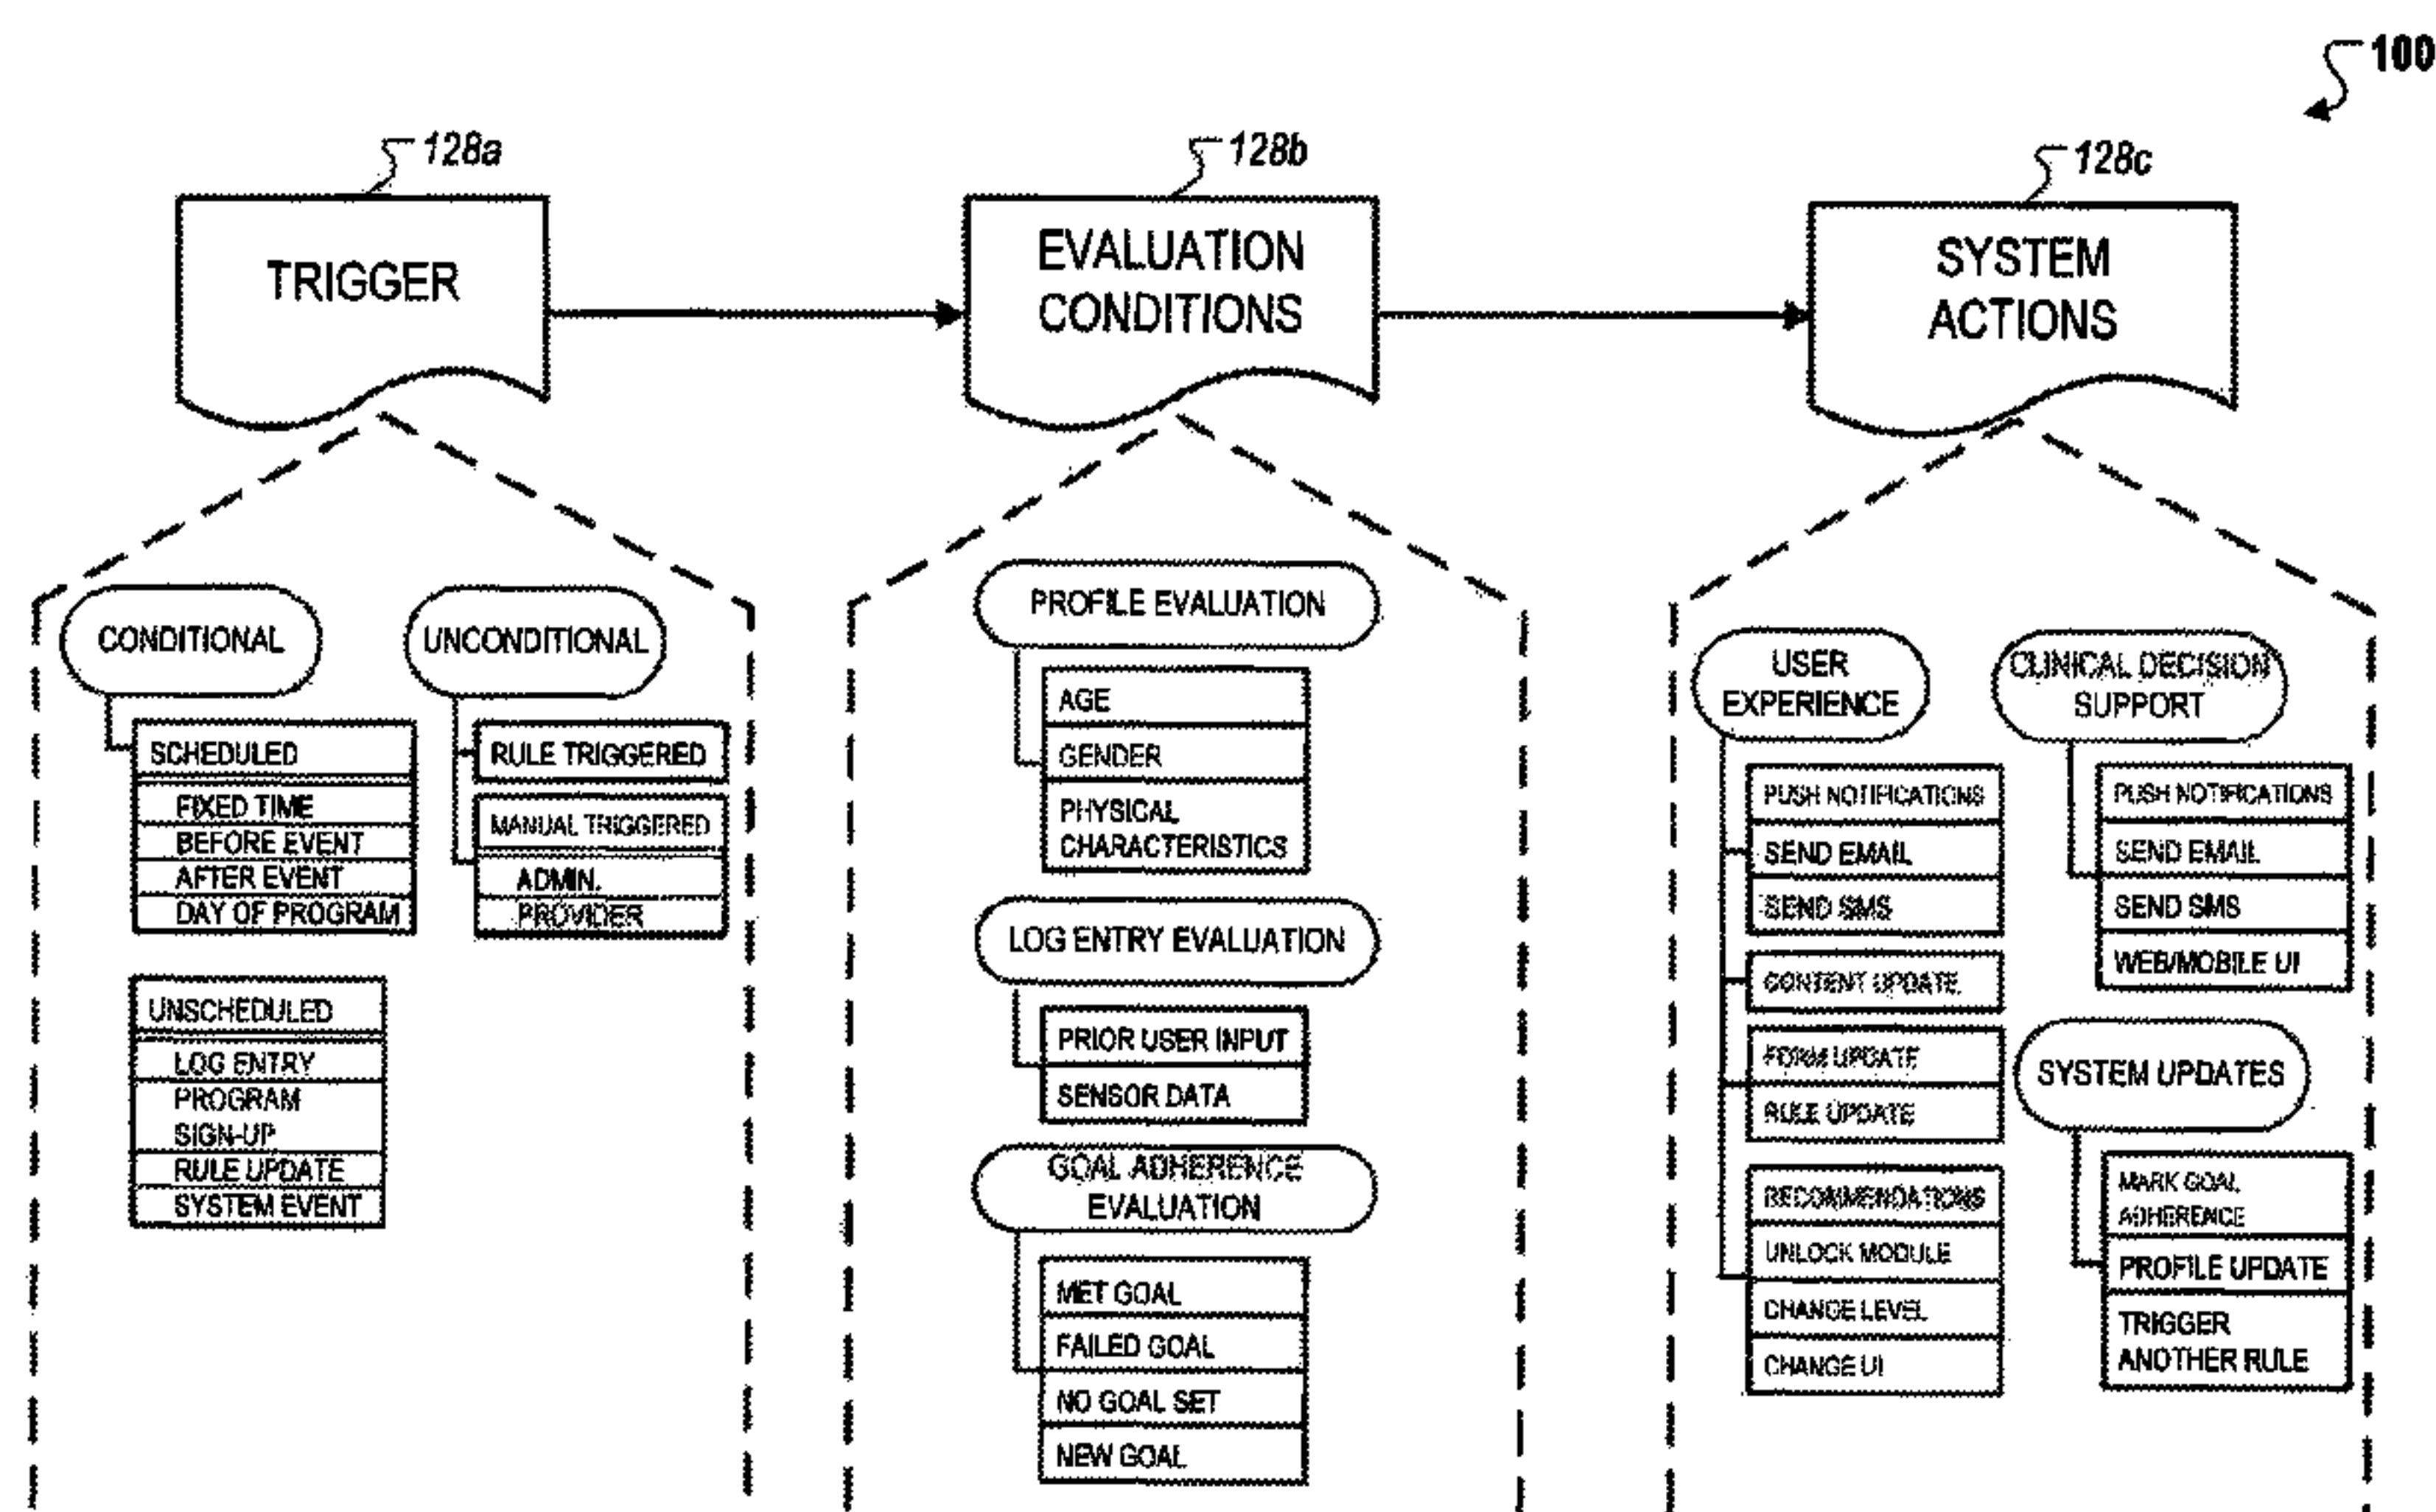 100
128a
128b
128c
TRIGGER
EVALUATION
CONDITIONS
SYSTEM
ACTIONS
CONDITIONAL
SCHEDULED
FIXED TIME
BEFORE EVENT
AFTER EVENT
DAY OF PROGRAM
UNSCHEDULED
LOG ENTRY
PROGRAM
SIGN-UP
RULE UPDATE
SYSTEM EVENT
UNCONDITIONAL
RULE TRIGGERED
MANUAL TRIGGERED
ADMIN.
PROVIDER
PROFILE EVALUATION
AGE
GENDER
PHYSICAL
CHARACTERISTICS
LOG ENTRY EVALUATION
PRIOR USER INPUT
SENSOR DATA
GOAL ADHERENCE
EVALUATION
MET GOAL
FAILED GOAL
NO GOAL SET
NEW GOAL
USER
EXPERIENCE
PUSH NOTIFICATIONS
SEND EMAIL
SEND SMS
CONTENT UPDATE
FORM UPDATE
RULE UPDATE
RECOMMENDATIONS
UNLOCK MODULE
CHANGE LEVEL
CHANGE UI
CLINICAL DECISION
SUPPORT
PUSH NOTIFICATIONS
SEND EMAIL
SEND SMS
WEB/MOBILE UI
SYSTEM UPDATES
MARK GOAL
ADHERENCE
PROFILE UPDATE
TRIGGER
ANOTHER RULE